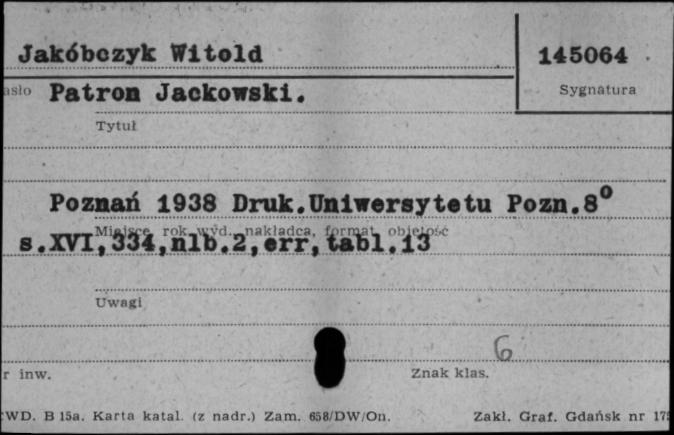 Jakóbczyk Witold
145064
asło Patron Jackowski.
Sygnatura
Tytuł
Poznań 1938 Druk.Uniwersytetu Pozn.8°
Miejsce, rok wyd., nakładca, format, objętość
s.XVI,334,nlb.2,err,tabl.13
Uwagi
6
r inw.
Znak klas.
WD. B 15a. Karta katal. (z nadr.) Zam. 658/DW/On.
Zakł. Graf. Gdańsk nr 175